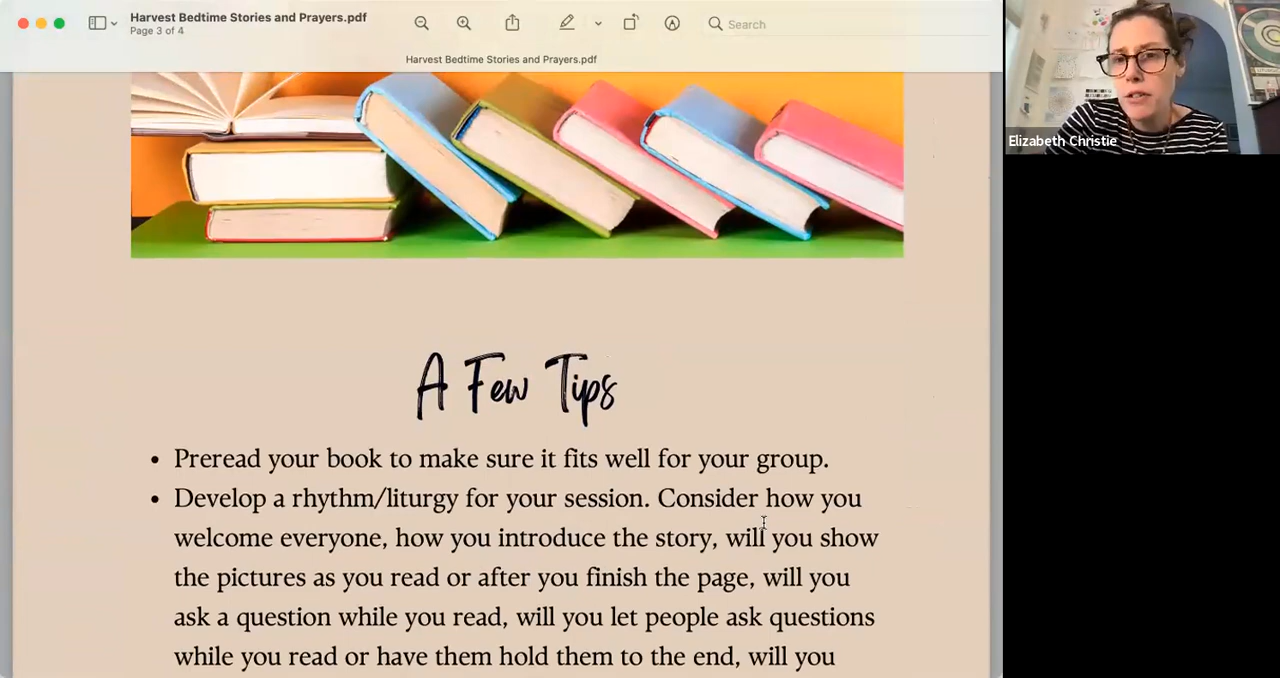 Harvest Bedtime Stories and Prayers.pdf
Page 3 of 4
Search
Harvest Bedtime Stories and Prayers.pdf
Elizabeth Christie
A Few Tips
• Preread your book to make sure it fits well for your group.
• Develop a rhythm/liturgy for your session. Consider how you
welcome everyone, how you introduce the story, will you show
the pictures as you read or after you finish the page, will you
ask a question while you read, will you let people ask questions
while you read or have them hold them to the end, will you